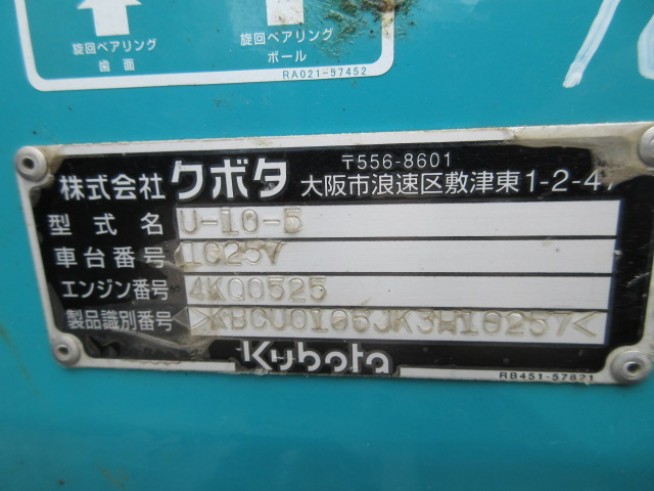 旋回ベアリング
歯面
旋回ベアリング
ボール
RA021-57452
〒556-8601
株式会社 クボタ 大阪市浪速区敷津東1-2-47
型式名 U-10-5
車台番号 10257
エンジン番号 4KQ0525
製品識別番号 >KBCU0105JK3H10257<
Kubota
RB451-57821